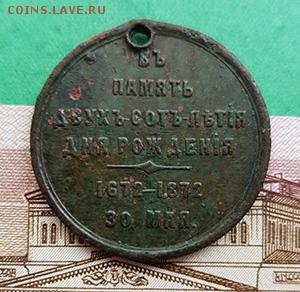 COINS.LAVE.RU
ВЪ
ПАМЯТЬ
ДВУХЪ-СОТЪ-ЛѢТІЯ
ДНЯ РОЖДЕНІЯ
1672-1872
30 МАЯ.